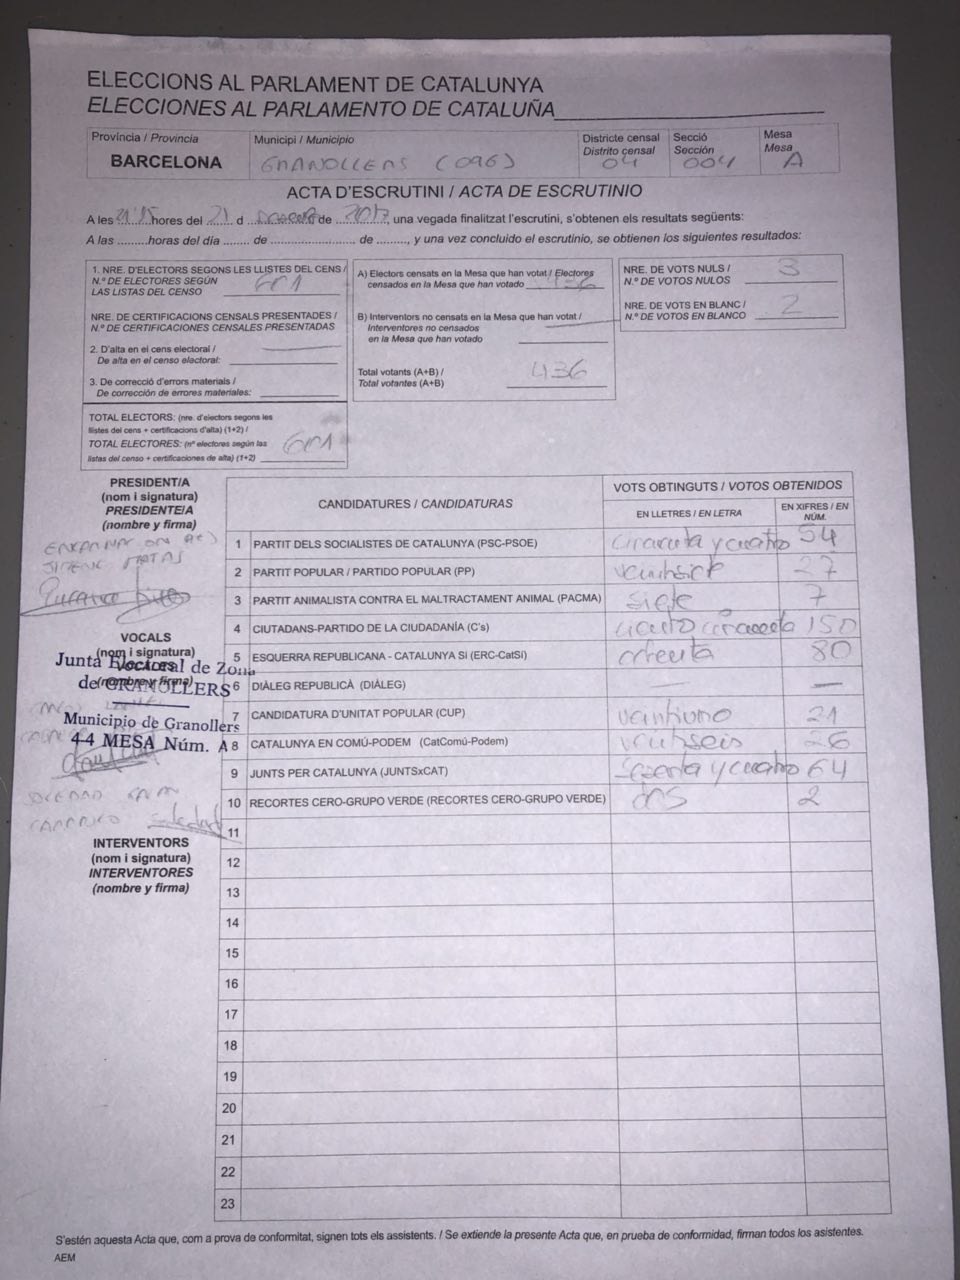 ELECCIONS AL PARLAMENT DE CATALUNYA
ELECCIONES AL PARLAMENTO DE CATALUÑA
Província / Provincia
BARCELONA
Municipi / Municipio
GRANOLLERS (096)
Districte censal
Distrito censal
04
Secció
Sección
004
Mesa
Mesa
A
ACTA D'ESCRUTINI / ACTA DE ESCRUTINIO
A les 21'15 hores del 21 d ... de 2017, una vegada finalitzat l'escrutini, s'obtenen els resultats següents:
A las .........horas del día ....... de ......................... de ........., y una vez concluido el escrutinio, se obtienen los siguientes resultados:
1. NRE. D'ELECTORS SEGONS LES LLISTES DEL CENS /
N.º DE ELECTORES SEGÚN
LAS LISTAS DEL CENSO
NRE. DE CERTIFICACIONS CENSALS PRESENTADES /
N.º DE CERTIFICACIONES CENSALES PRESENTADAS
2. D'alta en el cens electoral /
De alta en el censo electoral:
3. De correcció d'errors materials /
De corrección de errores materiales:
TOTAL ELECTORS: (nre. d'electors segons les
llistes del cens + certificacions d'alta) (1+2) /
TOTAL ELECTORES: (nº electores según las
listas del censo + certificaciones de alta) (1+2)
A) Electors censats en la Mesa que han votat / Electores
censados en la Mesa que han votado 436
B) Interventors no censats en la Mesa que han votat /
Interventores no censados
en la Mesa que han votado
Total votants (A+B) /
Total votantes (A+B)
436
NRE. DE VOTS NULS /
N.º DE VOTOS NULOS
3
NRE. DE VOTS EN BLANC /
N.º DE VOTOS EN BLANCO
2
PRESIDENT/A
(nom i signatura)
PRESIDENTE/A
(nombre y firma)
VOCALS
(nom i signatura)
VOCALES
(nombre y firma)
Junta Electoral de Zona
de GRANOLLERS
Municipio de Granollers
4-4 MESA Núm. A
SOLEDAD
INTERVENTORS
(nom i signatura)
INTERVENTORES
(nombre y firma)
CANDIDATURES / CANDIDATURAS
VOTS OBTINGUTS / VOTOS OBTENIDOS
EN LLETRES / EN LETRA
EN XIFRES / EN NÚM.
1 PARTIT DELS SOCIALISTES DE CATALUNYA (PSC-PSOE) cincuenta y cuatro 54
2 PARTIT POPULAR / PARTIDO POPULAR (PP) veintisiete 27
3 PARTIT ANIMALISTA CONTRA EL MALTRACTAMENT ANIMAL (PACMA) siete 7
4 CIUTADANS-PARTIDO DE LA CIUDADANÍA (C's) ciento cincuenta 150
5 ESQUERRA REPUBLICANA - CATALUNYA SÍ (ERC-CatSí) ochenta 80
6 DIÀLEG REPUBLICÀ (DIÀLEG) — —
7 CANDIDATURA D'UNITAT POPULAR (CUP) veintiuno 21
8 CATALUNYA EN COMÚ-PODEM (CatComú-Podem) veintiseis 26
9 JUNTS PER CATALUNYA (JUNTSxCAT) sesenta y cuatro 64
10 RECORTES CERO-GRUPO VERDE (RECORTES CERO-GRUPO VERDE) dos 2
11
12
13
14
15
16
17
18
19
20
21
22
23
S'estén aquesta Acta que, com a prova de conformitat, signen tots els assistents. / Se extiende la presente Acta que, en prueba de conformidad, firman todos los asistentes.
AEM